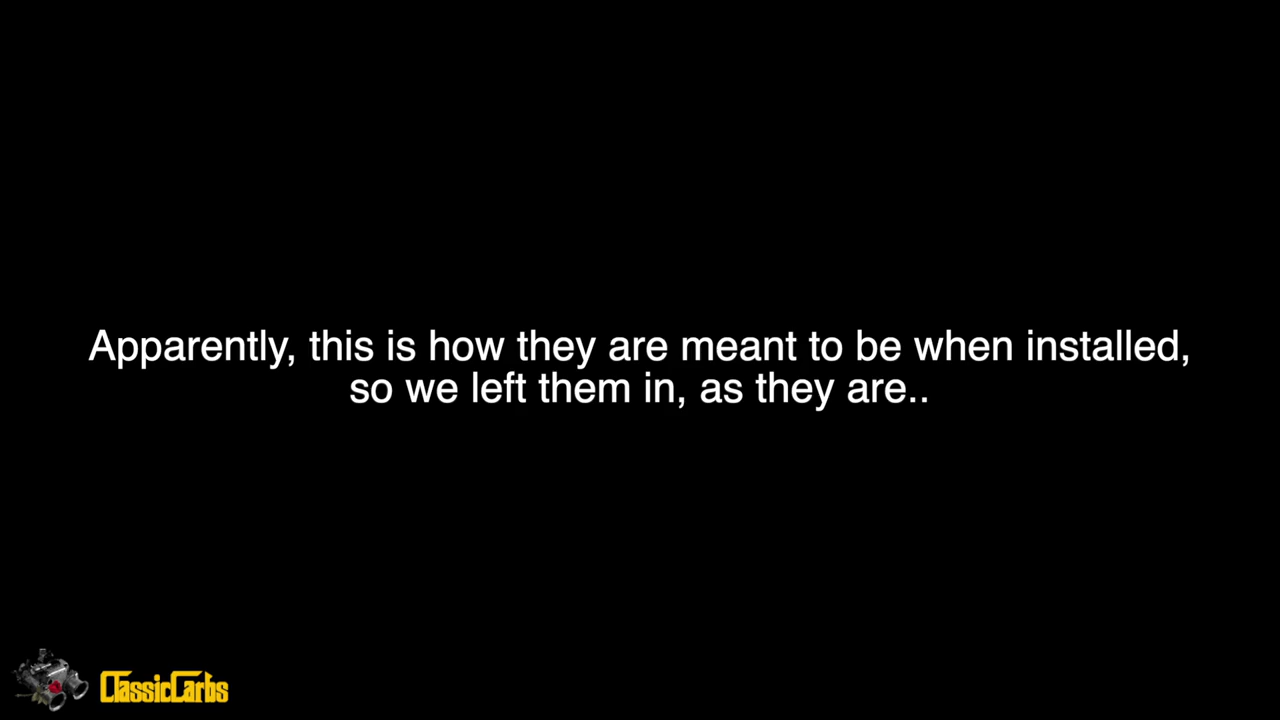 Apparently, this is how they are meant to be when installed,
so we left them in, as they are..
ClassicCarbs